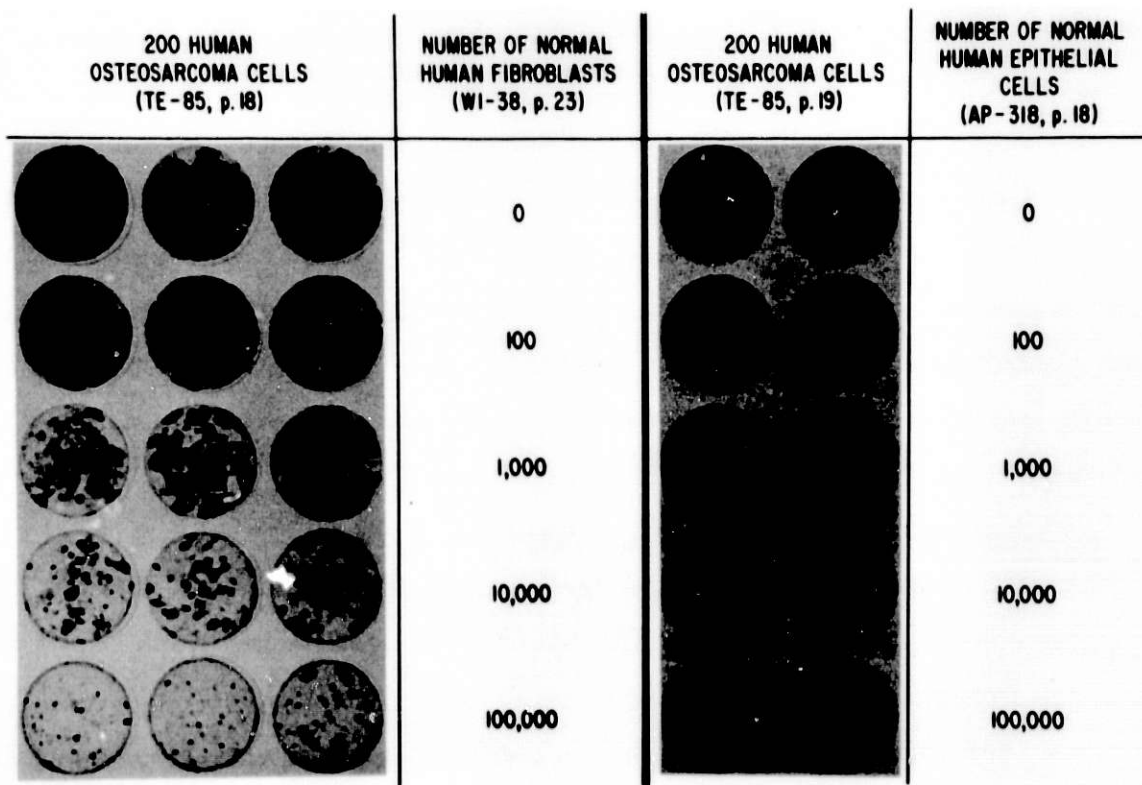 200 HUMAN
OSTEOSARCOMA CELLS
(TE-85, p. 18)
NUMBER OF NORMAL
HUMAN FIBROBLASTS
(WI-38, p. 23)
200 HUMAN
OSTEOSARCOMA CELLS
(TE-85, p. 19)
NUMBER OF NORMAL
HUMAN EPITHELIAL
CELLS
(AP-318, p. 18)
0
0
100
100
1,000
1,000
10,000
10,000
100,000
100,000